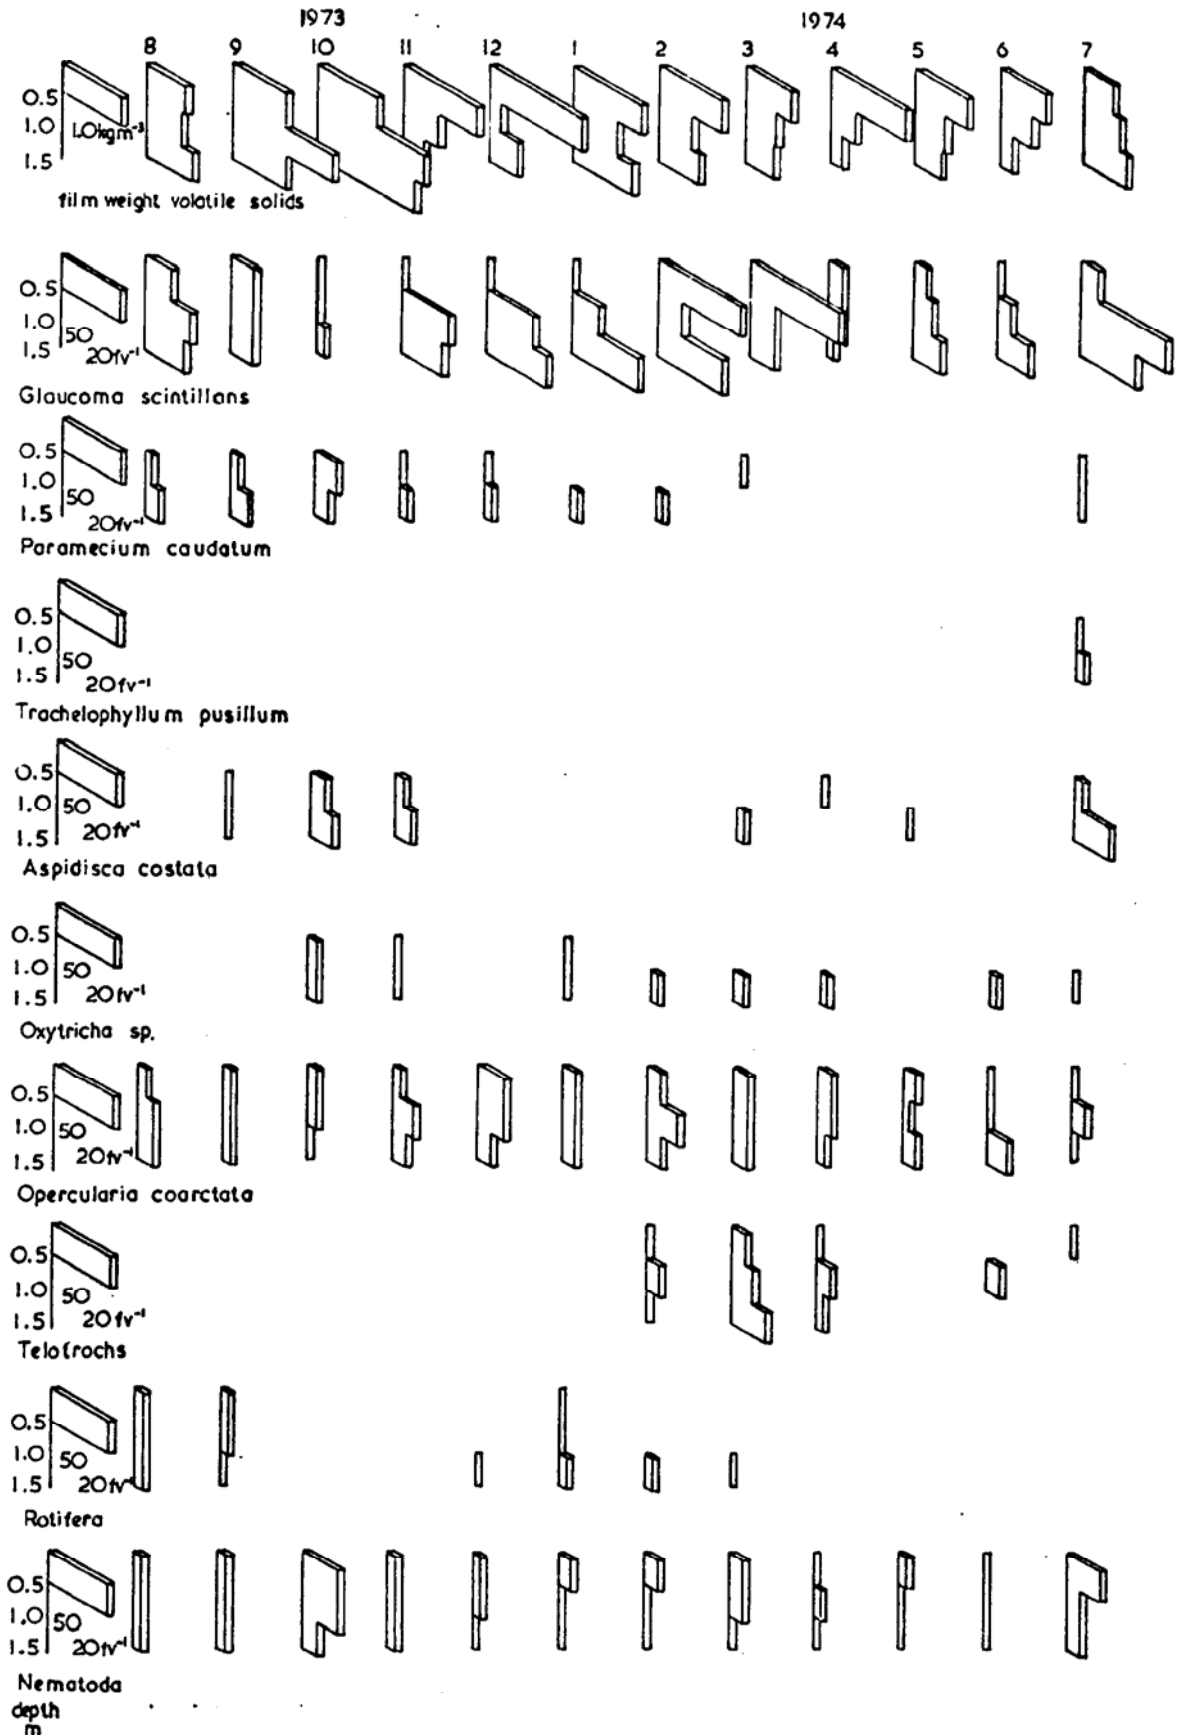 1973 1974
8 9 10 11 12 1 2 3 4 5 6 7
0.5
1.0 1.0kgm⁻³
1.5
film weight volatile solids
0.5
1.0 50
1.5 20fv⁻¹
Glaucoma scintillans
0.5
1.0 50
1.5 20fv⁻¹
Paramecium caudatum
0.5
1.0 50
1.5 20fv⁻¹
Trachelophyllum pusillum
0.5
1.0 50
1.5 20fv⁻¹
Aspidisca costata
0.5
1.0 50
1.5 20fv⁻¹
Oxytricha sp.
0.5
1.0 50
1.5 20fv⁻¹
Opercularia coarctata
0.5
1.0 50
1.5 20fv⁻¹
Telotrochs
0.5
1.0 50
1.5 20fv⁻¹
Rotifera
0.5
1.0 50
1.5 20fv⁻¹
Nematoda
depth
m